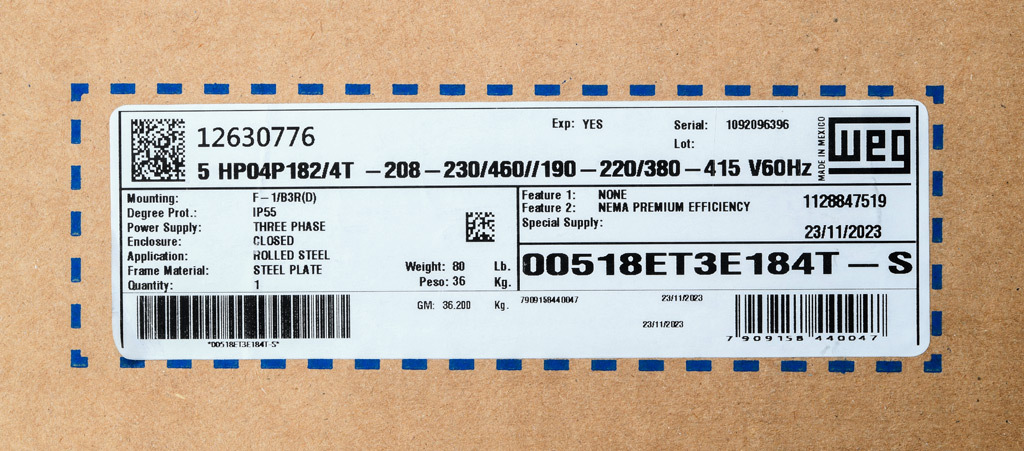 12630776
Exp: YES
Serial: 1092096396
Lot:
MADE IN MEXICO
WEG
5 HP04P182/4T -208-230/460//190-220/380-415 V60Hz
Mounting: F-1/B3R(D)
Degree Prot.: IP55
Power Supply: THREE PHASE
Enclosure: CLOSED
Application: ROLLED STEEL
Frame Material: STEEL PLATE
Quantity: 1
Weight: 80 Lb.
Peso: 36 Kg.
Feature 1: NONE
Feature 2: NEMA PREMIUM EFFICIENCY
Special Supply:
1128847519
23/11/2023
00518ET3E184T-S
*00518ET3E184T-S*
GM: 36.200 Kg.
7909158440047
23/11/2023
23/11/2023
7 909158 440047